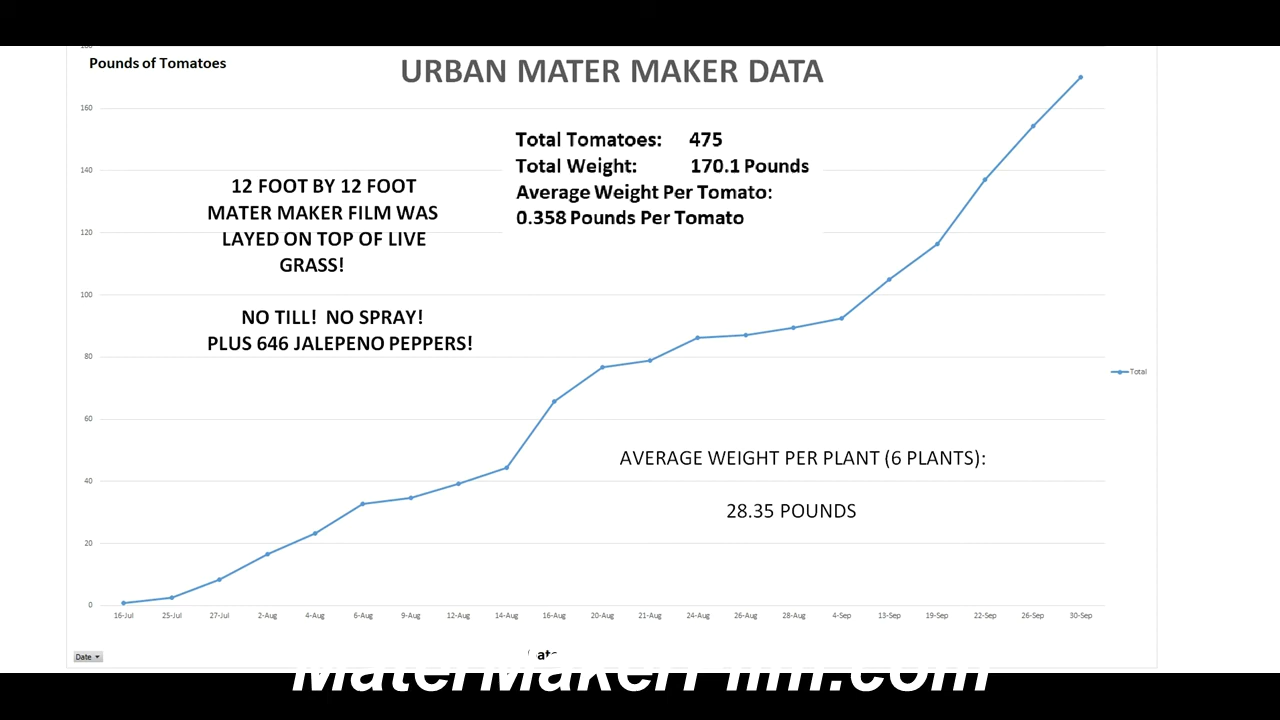 180
Pounds of Tomatoes
URBAN MATER MAKER DATA
160
Total Tomatoes: 475
Total Weight: 170.1 Pounds
Average Weight Per Tomato:
0.358 Pounds Per Tomato
140
12 FOOT BY 12 FOOT
MATER MAKER FILM WAS
LAYED ON TOP OF LIVE
GRASS!
120
100
NO TILL! NO SPRAY!
PLUS 646 JALEPENO PEPPERS!
80
Total
60
AVERAGE WEIGHT PER PLANT (6 PLANTS):
28.35 POUNDS
40
20
0
16-Jul 25-Jul 27-Jul 2-Aug 4-Aug 6-Aug 9-Aug 12-Aug 14-Aug 16-Aug 20-Aug 21-Aug 24-Aug 26-Aug 28-Aug 4-Sep 13-Sep 19-Sep 22-Sep 26-Sep 30-Sep
Date
MaterMakerFilm.com